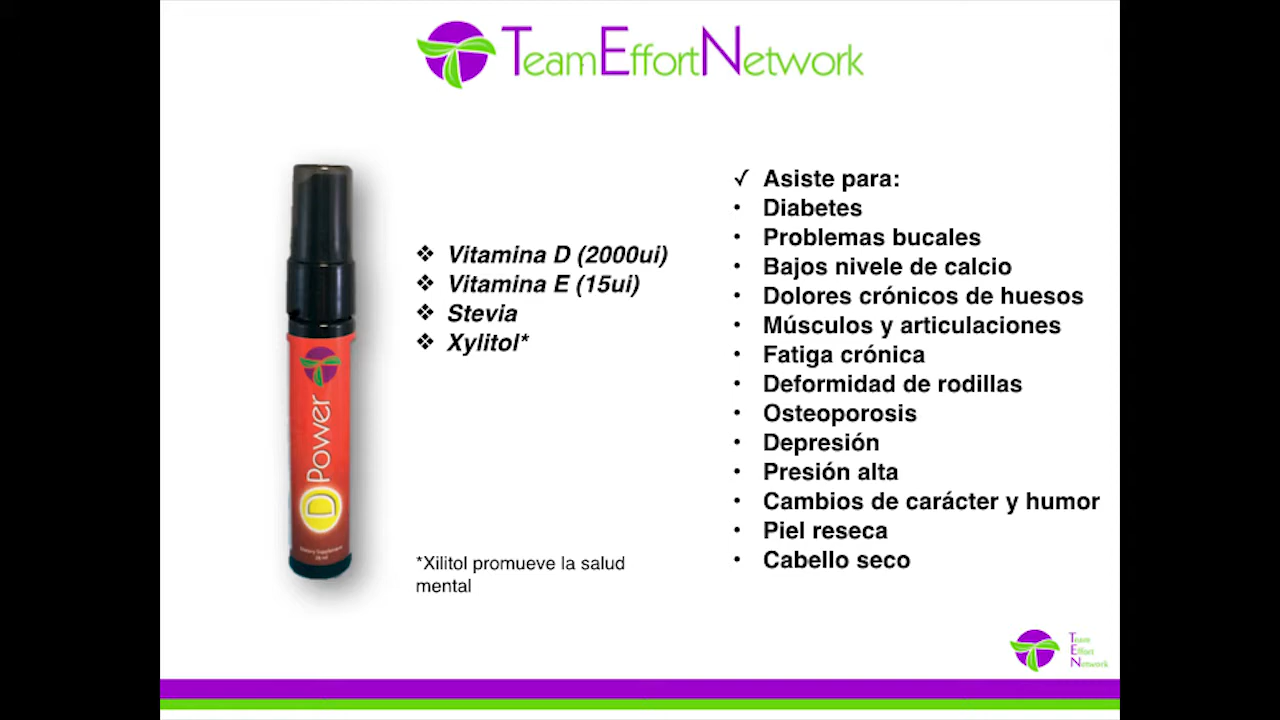 TeamEffortNetwork
Vitamina D (2000ui)
Vitamina E (15ui)
Stevia
Xylitol*
*Xilitol promueve la salud
mental
D Power
Dietary Supplement
✓ Asiste para:
• Diabetes
• Problemas bucales
• Bajos nivele de calcio
• Dolores crónicos de huesos
• Músculos y articulaciones
• Fatiga crónica
• Deformidad de rodillas
• Osteoporosis
• Depresión
• Presión alta
• Cambios de carácter y humor
• Piel reseca
• Cabello seco
Team
Effort
Network